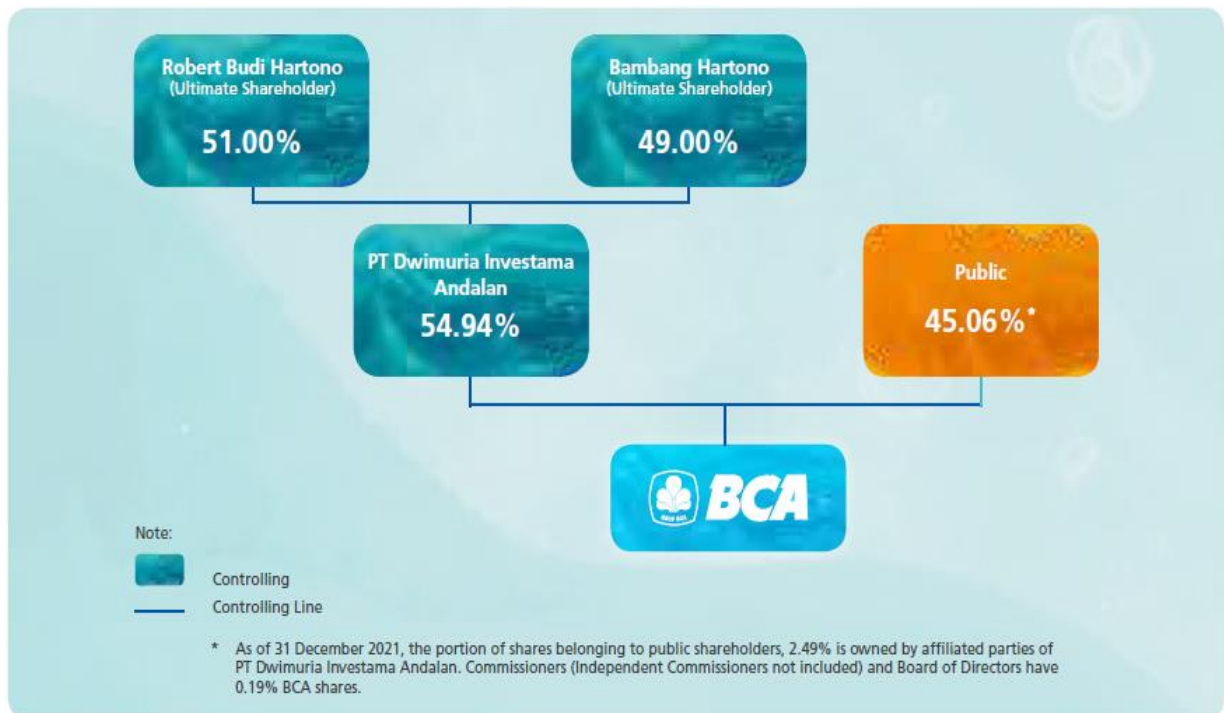 Robert Budi Hartono
(Ultimate Shareholder)
51.00%
Bambang Hartono
(Ultimate Shareholder)
49.00%
PT Dwimuria Investama
Andalan
54.94%
Public
45.06%*
BCA
Note:
Controlling
Controlling Line
* As of 31 December 2021, the portion of shares belonging to public shareholders, 2.49% is owned by affiliated parties of
PT Dwimuria Investama Andalan. Commissioners (Independent Commissioners not included) and Board of Directors have
0.19% BCA shares.